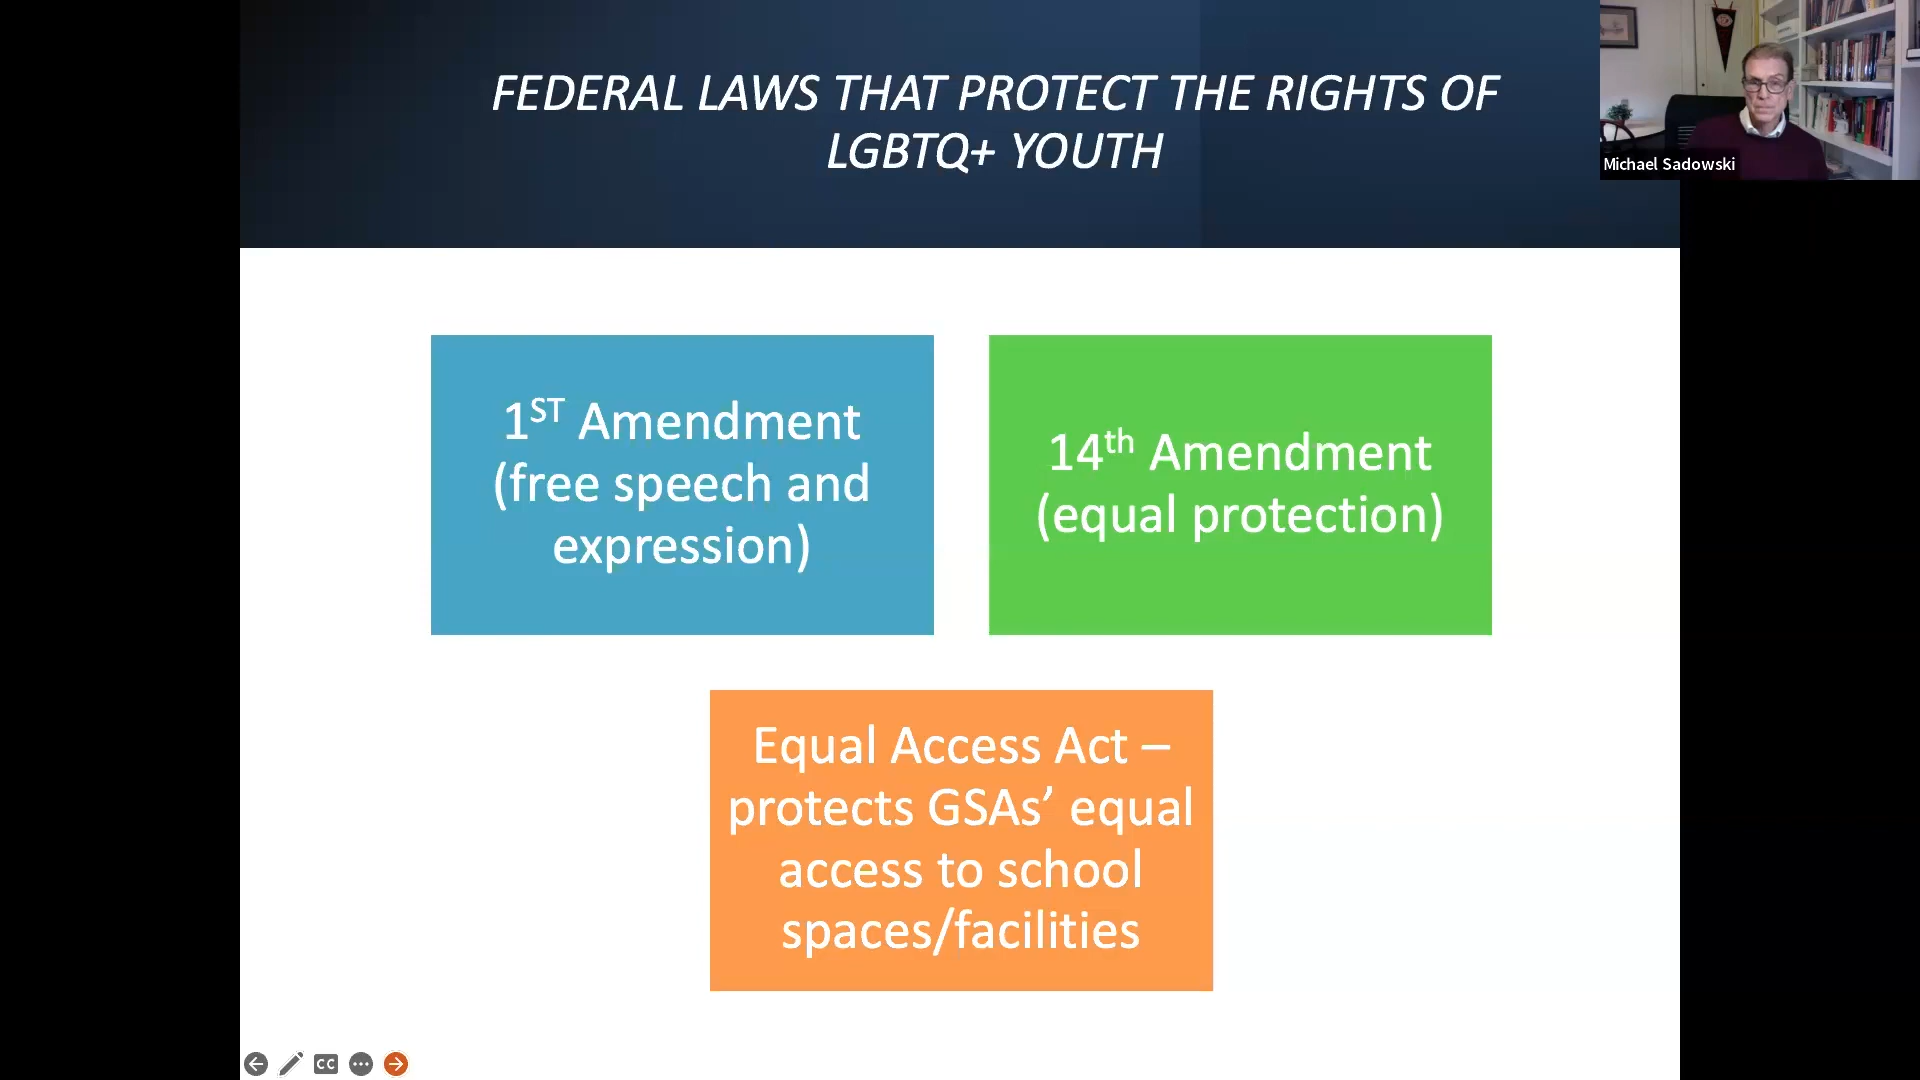 FEDERAL LAWS THAT PROTECT THE RIGHTS OF
LGBTQ+ YOUTH
Michael Sadowski
1ST Amendment
(free speech and
expression)
14th Amendment
(equal protection)
Equal Access Act –
protects GSAs’ equal
access to school
spaces/facilities
CC